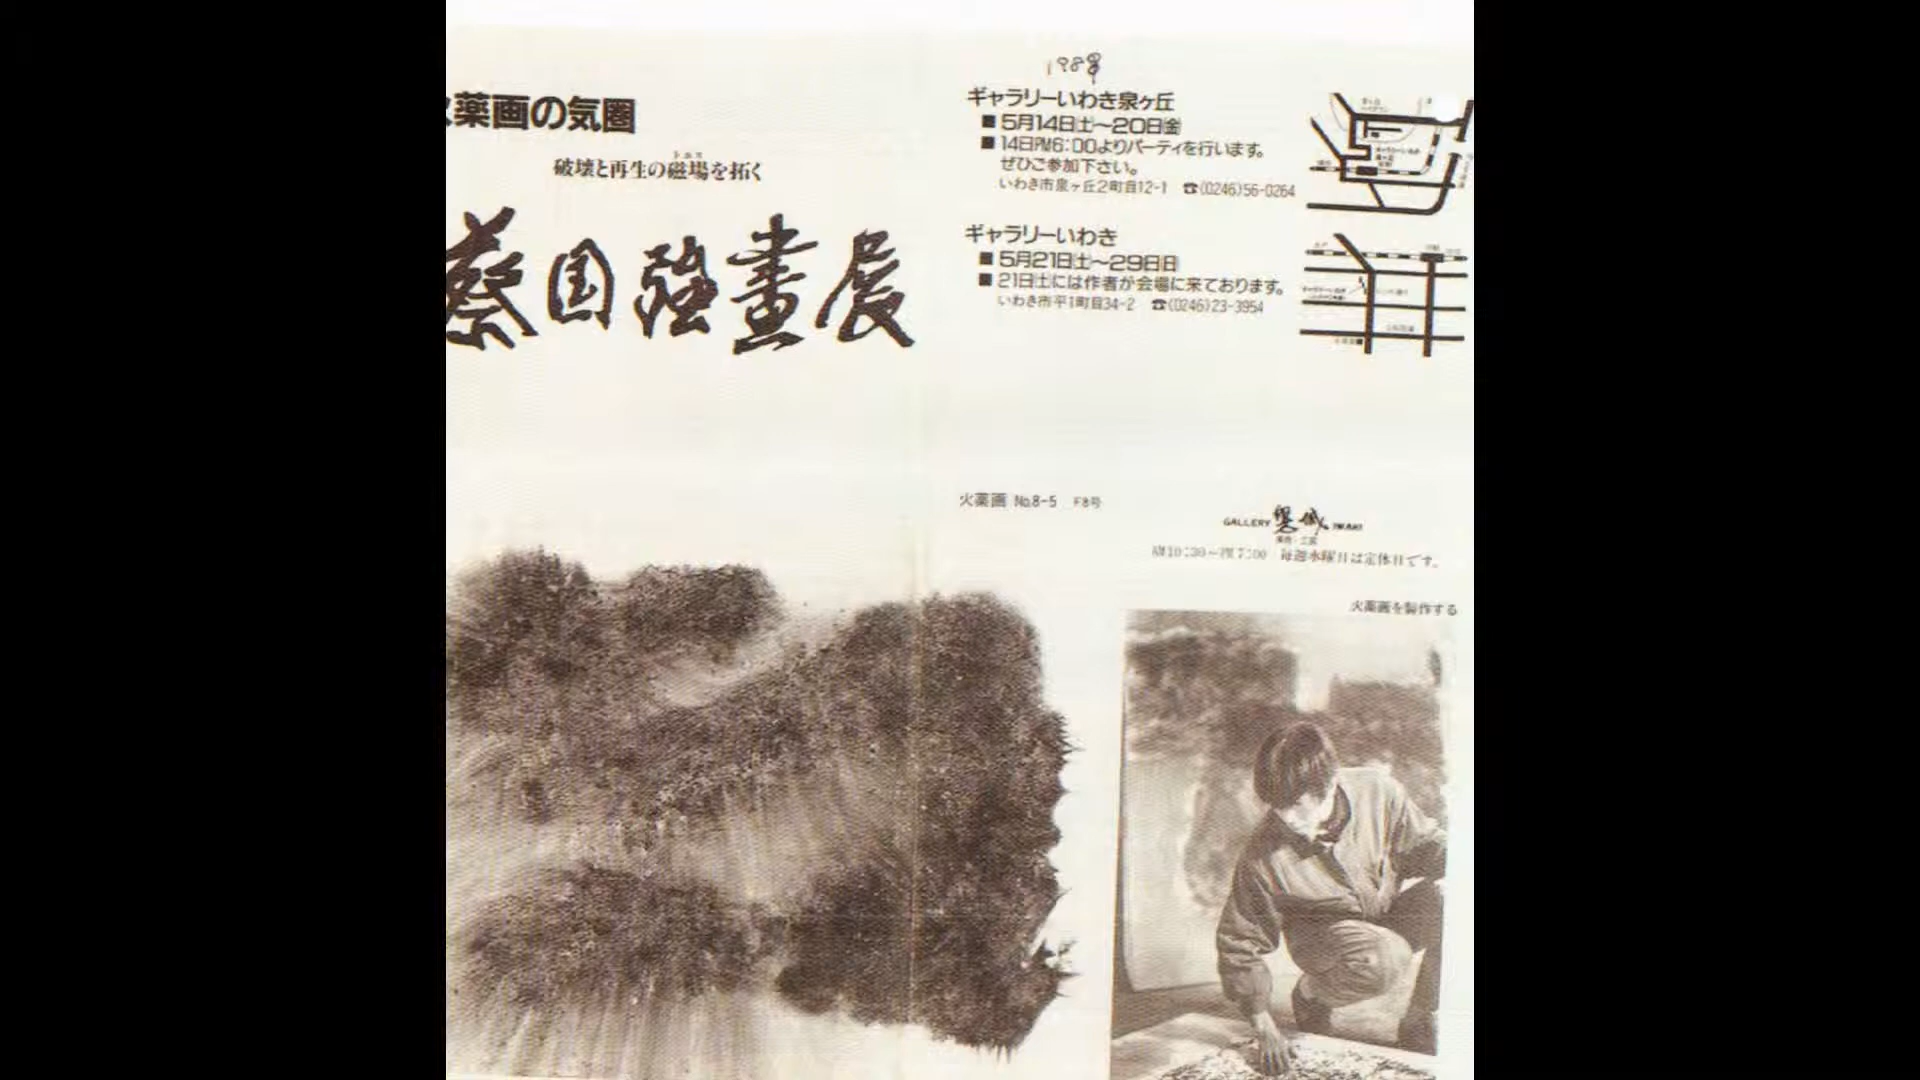 薬画の気圏
破壊と再生の磁場を拓く
蔡国強畫展
ギャラリーいわき泉ヶ丘
■5月14日(土)〜20日(金)
■14日PM6:00よりパーティを行います。
ぜひご参加下さい。
いわき市泉ヶ丘2町目12-1 ☎(0246)56-0264
ギャラリーいわき
■5月21日(土)〜29日(日)
■21日(土)には作者が会場に来ております。
いわき市平1町目34-2 ☎(0246)23-3954
火薬画 No.8-5 F8号
GALLERY 磐城 IWAKI
AM10:30〜PM7:00 毎週水曜日は定休日です。
火薬画を製作する